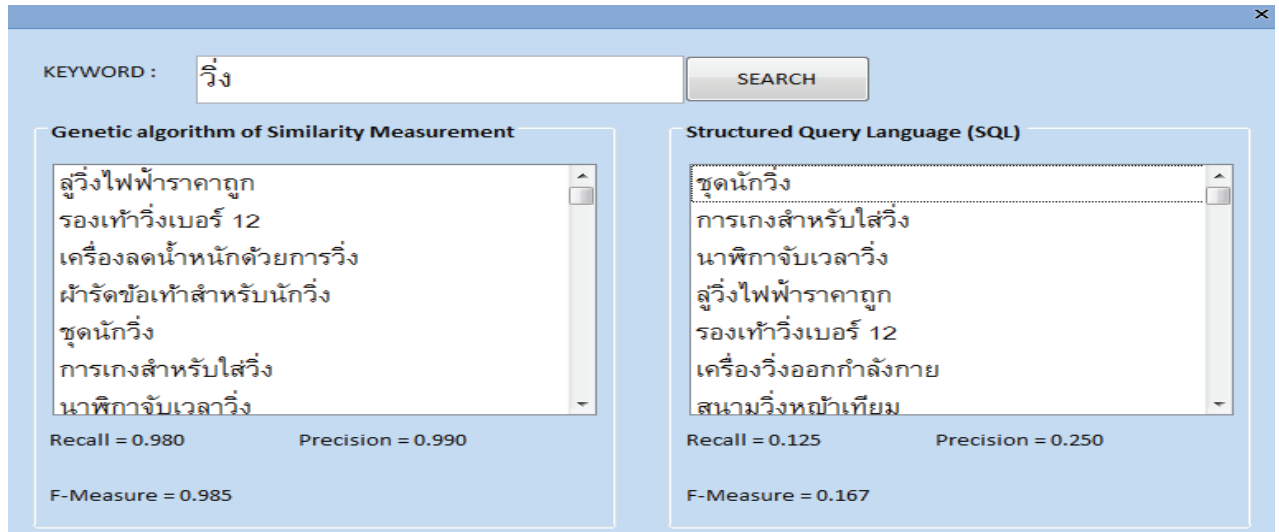 KEYWORD :
วิ่ง
SEARCH
Genetic algorithm of Similarity Measurement
ลู่วิ่งไฟฟ้าราคาถูก
รองเท้าวิ่งเบอร์ 12
เครื่องลดน้ำหนักด้วยการวิ่ง
ผ้ารัดข้อเท้าสำหรับนักวิ่ง
ชุดนักวิ่ง
การเกงสำหรับใส่วิ่ง
นาฬิกาจับเวลาวิ่ง
Recall = 0.980
Precision = 0.990
F-Measure = 0.985
Structured Query Language (SQL)
ชุดนักวิ่ง
การเกงสำหรับใส่วิ่ง
นาฬิกาจับเวลาวิ่ง
ลู่วิ่งไฟฟ้าราคาถูก
รองเท้าวิ่งเบอร์ 12
เครื่องวิ่งออกกำลังกาย
สนามวิ่งหญ้าเทียม
Recall = 0.125
Precision = 0.250
F-Measure = 0.167